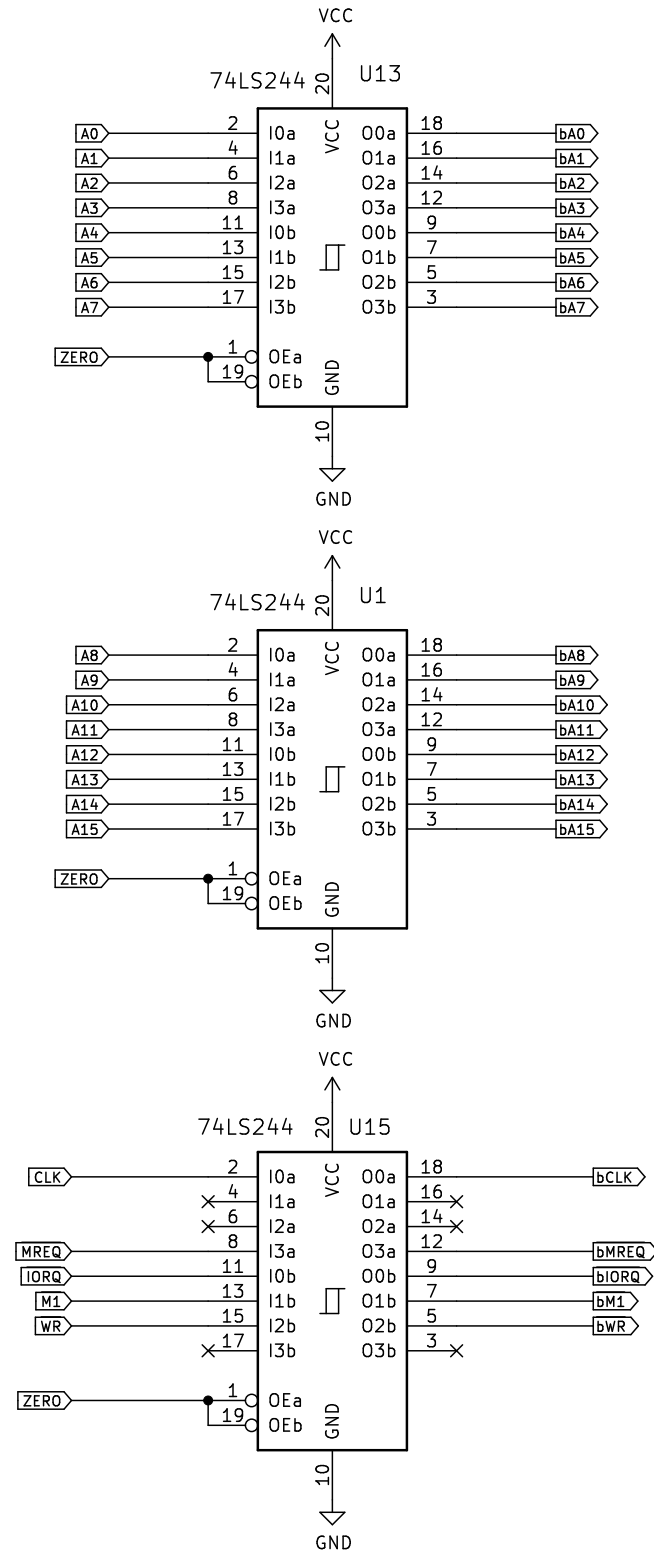 VCC
74LS244 20 U13
A0 2 I0a VCC O0a 18 bA0
A1 4 I1a O1a 16 bA1
A2 6 I2a O2a 14 bA2
A3 8 I3a O3a 12 bA3
A4 11 I0b O0b 9 bA4
A5 13 I1b O1b 7 bA5
A6 15 I2b O2b 5 bA6
A7 17 I3b O3b 3 bA7
ZERO 1 OEa
19 OEb GND
10
GND
VCC
74LS244 20 U1
A8 2 I0a VCC O0a 18 bA8
A9 4 I1a O1a 16 bA9
A10 6 I2a O2a 14 bA10
A11 8 I3a O3a 12 bA11
A12 11 I0b O0b 9 bA12
A13 13 I1b O1b 7 bA13
A14 15 I2b O2b 5 bA14
A15 17 I3b O3b 3 bA15
ZERO 1 OEa
19 OEb GND
10
GND
VCC
74LS244 20 U15
CLK 2 I0a VCC O0a 18 bCLK
4 I1a O1a 16
6 I2a O2a 14
MREQ 8 I3a O3a 12 bMREQ
IORQ 11 I0b O0b 9 bIORQ
M1 13 I1b O1b 7 bM1
WR 15 I2b O2b 5 bWR
17 I3b O3b 3
ZERO 1 OEa
19 OEb GND
10
GND